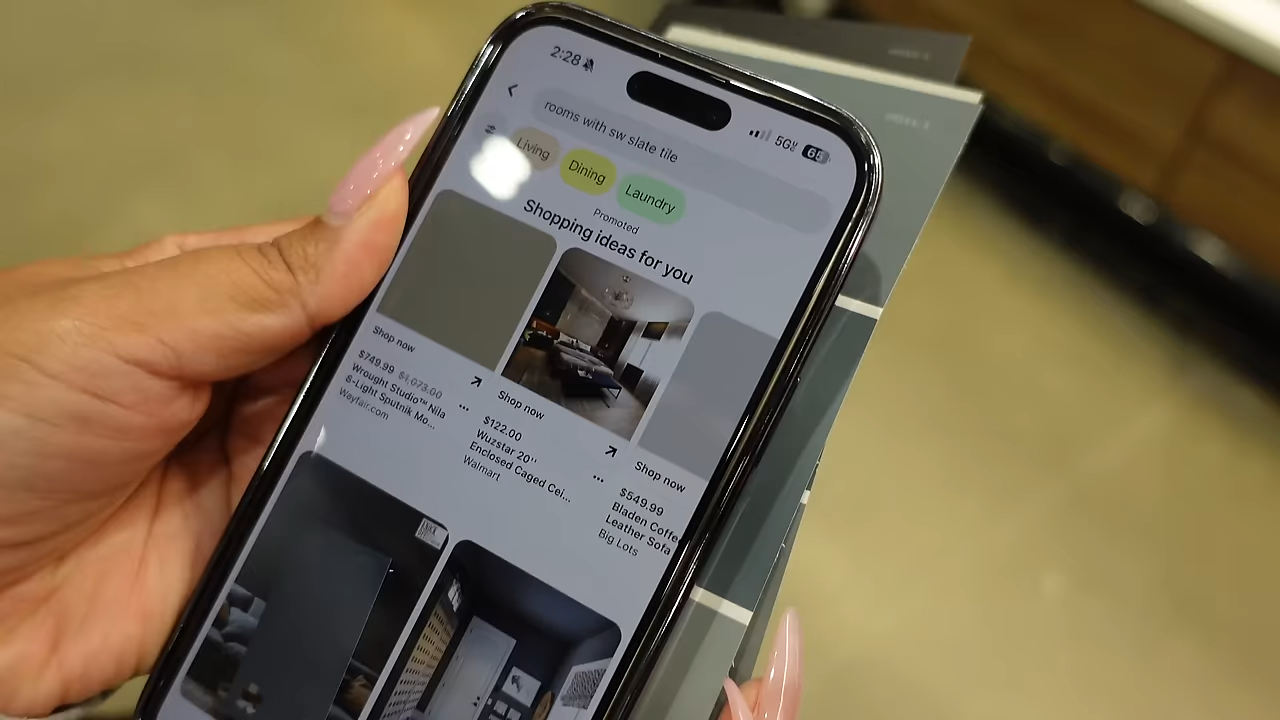 2:28
5G
65
rooms with sw slate tile
Living
Dining
Laundry
Promoted
Shopping ideas for you
Shop now
$749.99 $1,073.00
Wrought Studio™ Nila
8-Light Sputnik Mo...
Wayfair.com
Shop now
$122.00
Wuzstar 20''
Enclosed Caged Cei...
Walmart
Shop now
$549.99
Bladen Coffe
Leather Sofa
Big Lots